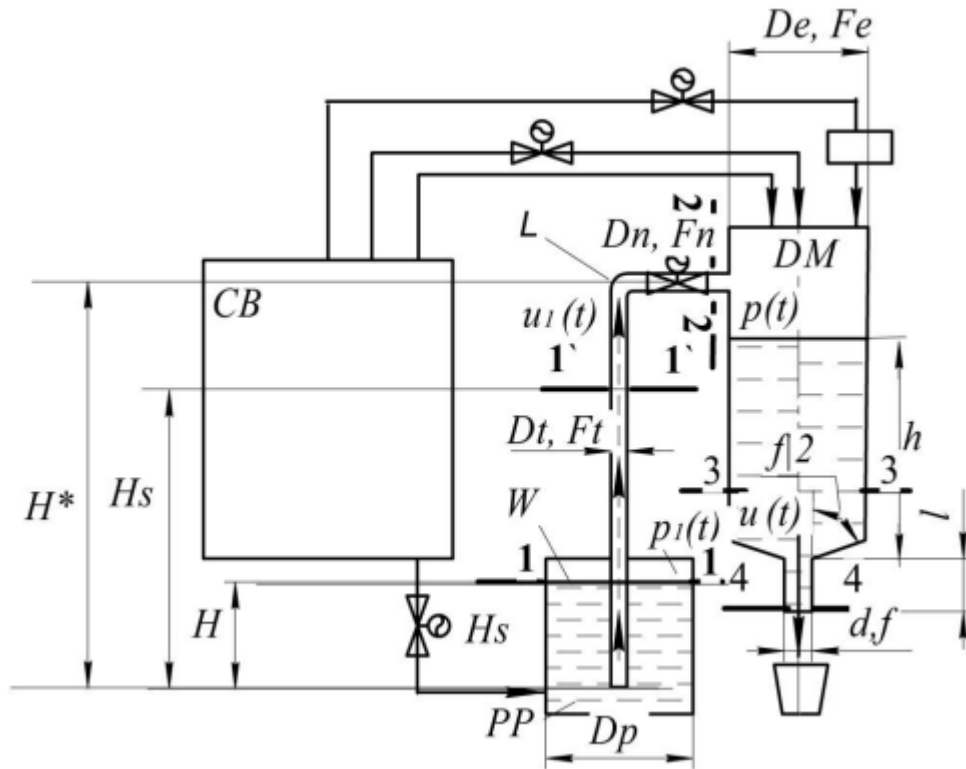 De, Fe
2
L
Dn, Fn
DM
CB
u1(t)
2
p(t)
1` 1`
Dt, Ft
f|2
h
H*
Hs
3 3
W
p1(t)
u (t)
l
1 1.
4 4
H
Hs
d,f
PP
Dp